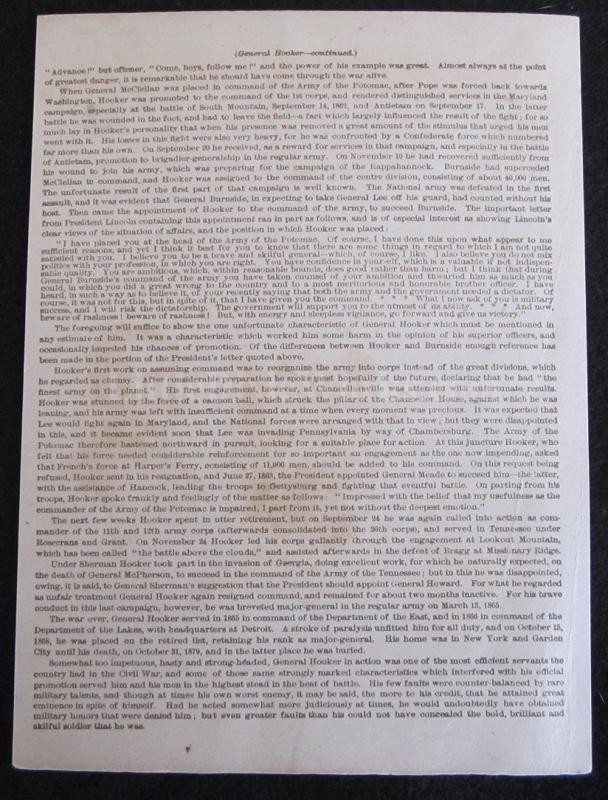 (General Hooker—continued.)
"Advance!" but oftener, "Come, boys, follow me!" and the power of his example was great. Almost always at the point
of greatest danger, it is remarkable that he should have come through the war alive.
When General McClellan was placed in command of the Army of the Potomac, after Pope was forced back towards
Washington, Hooker was promoted to the command of the 1st corps, and rendered distinguished services in the Maryland
campaign, especially at the battle of South Mountain, September 14, 1862, and Antietam on September 17. In the latter
battle he was wounded in the foot, and had to leave the field—a fact which largely influenced the result of the fight; for so
much lay in Hooker's personality that when his presence was removed a great amount of the stimulus that urged his men
went with it. His losses in this fight were also very heavy, for he was confronted by a Confederate force which numbered
far more than his own. On September 20 he received, as a reward for services in that campaign, and especially in the battle
of Antietam, promotion to brigadier-generalship in the regular army. On November 10 he had recovered sufficiently from
his wound to join his army, which was preparing for the campaign of the Rappahannock. Burnside had superseded
McClellan in command, and Hooker was assigned to the command of the centre division, consisting of about 40,000 men.
The unfortunate result of the first part of that campaign is well known. The National army was defeated in the first
assault, and it was evident that General Burnside, in expecting to take General Lee off his guard, had counted without his
host. Then came the appointment of Hooker to the command of the army, to succeed Burnside. The important letter
from President Lincoln containing this appointment ran in part as follows, and is of especial interest as showing Lincoln's
clear views of the situation of affairs, and the position in which Hooker was placed:
"I have placed you at the head of the Army of the Potomac. Of course, I have done this upon what appear to me
sufficient reasons, and yet I think it best for you to know that there are some things in regard to which I am not quite
satisfied with you. I believe you to be a brave and skilful general—which, of course, I like. I also believe you do not mix
politics with your profession, in which you are right. You have confidence in yourself, which is a valuable if not indispen-
sable quality. You are ambitious, which, within reasonable bounds, does good rather than harm; but I think that during
General Burnside's command of the army you have taken counsel of your ambition and thwarted him as much as you
could, in which you did a great wrong to the country and to a most meritorious and honorable brother officer. I have
heard, in such a way as to believe it, of your recently saying that both the army and the government needed a dictator. Of
course, it was not for this, but in spite of it, that I have given you the command. * * * What I now ask of you is military
success, and I will risk the dictatorship. The government will support you to the utmost of its ability. * * * And now,
beware of rashness! beware of rashness! But, with energy and sleepless vigilance, go forward and give us victory."
The foregoing will suffice to show the one unfortunate characteristic of General Hooker which must be mentioned in
any estimate of him. It was a characteristic which worked him some harm in the opinion of his superior officers, and
occasionally impeded his chances of promotion. Of the differences between Hooker and Burnside enough reference has
been made in the portion of the President's letter quoted above.
Hooker's first work on assuming command was to reorganize the army into corps instead of the great divisions, which
he regarded as clumsy. After considerable preparation he spoke most hopefully of the future, declaring that he had "the
finest army on the planet." His first engagement, however, at Chancellorsville was attended with unfortunate results.
Hooker was stunned by the force of a cannon ball, which struck the pillar of the Chancellor House, against which he was
leaning, and his army was left with insufficient command at a time when every moment was precious. It was expected that
Lee would fight again in Maryland, and the National forces were arranged with that in view; but they were disappointed
in this, and it became evident soon that Lee was invading Pennsylvania by way of Chambersburg. The Army of the
Potomac therefore hastened northward in pursuit, looking for a suitable place for action. At this juncture Hooker, who
felt that his force needed considerable reinforcement for so important an engagement as the one now impending, asked
that French's force at Harper's Ferry, consisting of 11,000 men, should be added to his command. On this request being
refused, Hooker sent in his resignation, and June 27, 1863, the President appointed General Meade to succeed him—the latter,
with the assistance of Hancock, leading the troops to Gettysburg and fighting that eventful battle. On parting from his
troops, Hooker spoke frankly and feelingly of the matter as follows: "Impressed with the belief that my usefulness as the
commander of the Army of the Potomac is impaired, I part from it, yet not without the deepest emotion."
The next few weeks Hooker spent in utter retirement, but on September 24 he was again called into action as com-
mander of the 11th and 12th army corps (afterwards consolidated into the 20th corps), and served in Tennessee under
Rosecrans and Grant. On November 24 Hooker led his corps gallantly through the engagement at Lookout Mountain,
which has been called "the battle above the clouds," and assisted afterwards in the defeat of Bragg at Missionary Ridge.
Under Sherman Hooker took part in the invasion of Georgia, doing excellent work, for which he naturally expected, on
the death of General McPherson, to succeed in the command of the Army of the Tennessee; but in this he was disappointed,
owing, it is said, to General Sherman's suggestion that the President should appoint General Howard. For what he regarded
as unfair treatment General Hooker again resigned command, and remained for about two months inactive. For his brave
conduct in this last campaign, however, he was breveted major-general in the regular army on March 13, 1865.
The war over, General Hooker served in 1865 in command of the Department of the East, and in 1866 in command of the
Department of the Lakes, with headquarters at Detroit. A stroke of paralysis unfitted him for all duty, and on October 15,
1868, he was placed on the retired list, retaining his rank as major-general. His home was in New York and Garden
City until his death, on October 31, 1879, and in the latter place he was buried.
Somewhat too impetuous, hasty and strong-headed, General Hooker in action was one of the most efficient servants the
country had in the Civil War, and some of those same strongly marked characteristics which interfered with his official
promotion served him and his men in the highest stead in the heat of battle. His few faults were counter-balanced by rare
military talents, and though at times his own worst enemy, it may be said, the more to his credit, that he attained great
eminence in spite of himself. Had he acted somewhat more judiciously at times, he would undoubtedly have obtained
military honors that were denied him; but even greater faults than his could not have concealed the bold, brilliant and
skilful soldier that he was.